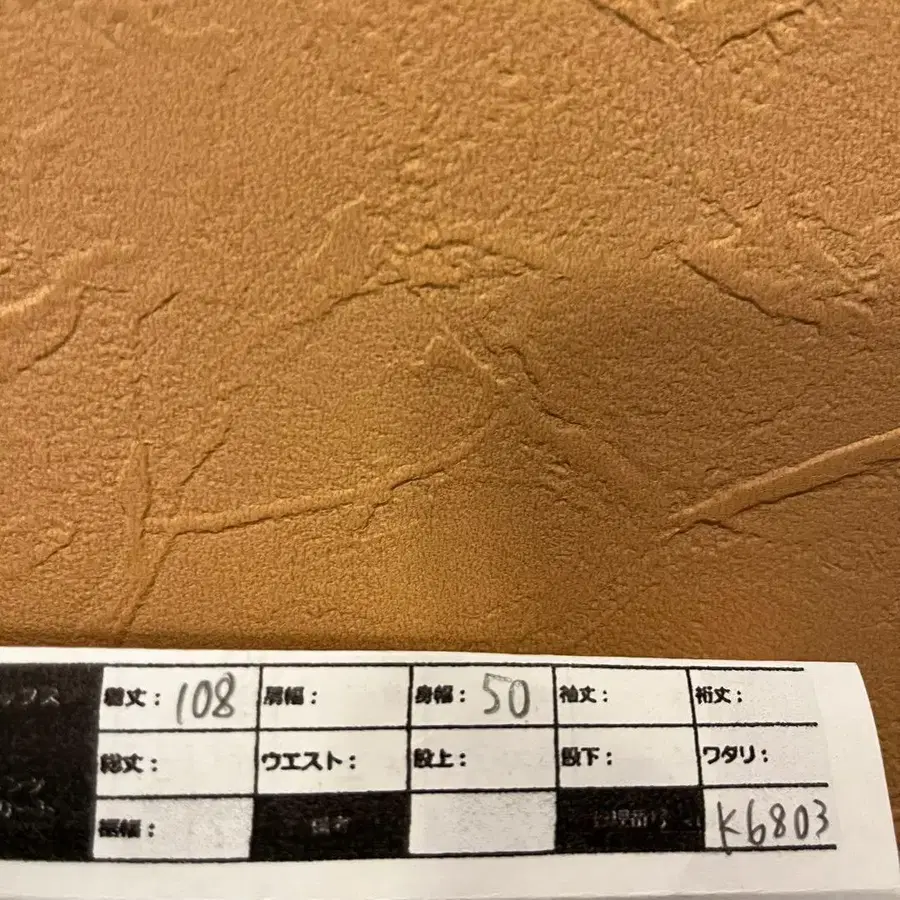 着丈：108 肩幅： 身幅：50 袖丈： 裄丈：
総丈： ウエスト： 股上： 股下： ワタリ：
裾幅： K6803